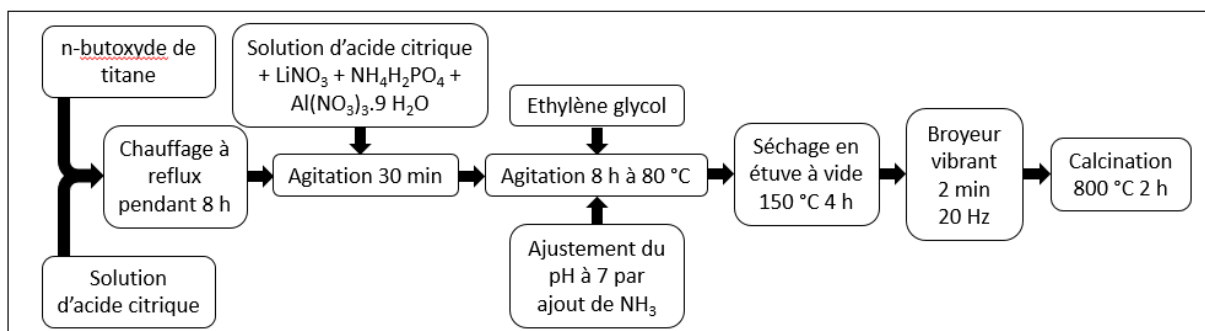 n-butoxyde de
titane
Solution
d'acide citrique
Chauffage à
reflux
pendant 8 h
Solution d'acide citrique
+ LiNO₃ + NH₄H₂PO₄ +
Al(NO₃)₃.9 H₂O
Agitation 30 min
Ethylène glycol
Agitation 8 h à 80 °C
Ajustement du
pH à 7 par
ajout de NH₃
Séchage en
étuve à vide
150 °C 4 h
Broyeur
vibrant
2 min
20 Hz
Calcination
800 °C 2 h